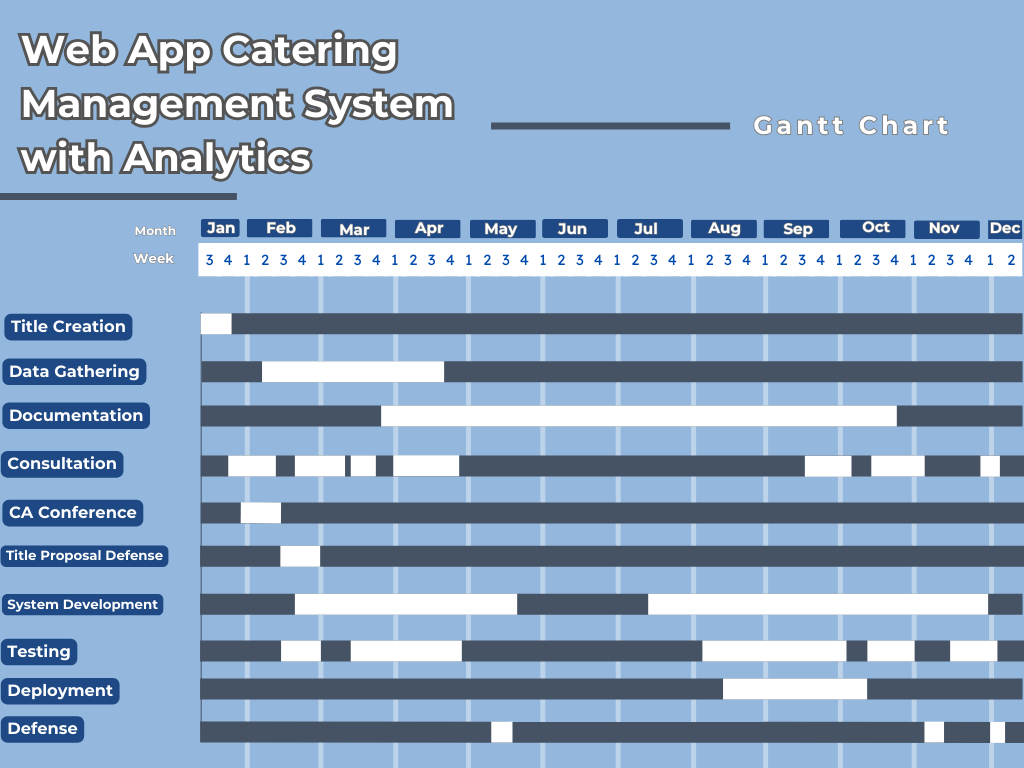 Web App Catering
Management System
with Analytics
Gantt Chart
Month Jan Feb Mar Apr May Jun Jul Aug Sep Oct Nov Dec
Week 3 4 1 2 3 4 1 2 3 4 1 2 3 4 1 2 3 4 1 2 3 4 1 2 3 4 1 2 3 4 1 2 3 4 1 2 3 4 1 2 3 4 1 2
Title Creation
Data Gathering
Documentation
Consultation
CA Conference
Title Proposal Defense
System Development
Testing
Deployment
Defense